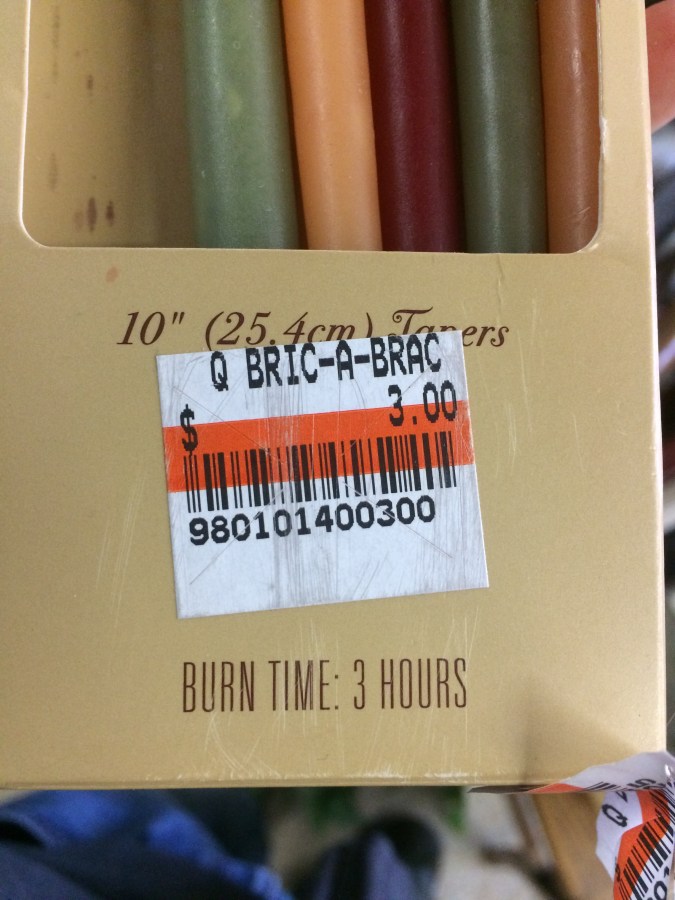 10" (25.4cm) Tapers
Q BRIC-A-BRAC
$ 3.00
980101400300
BURN TIME: 3 HOURS
Q